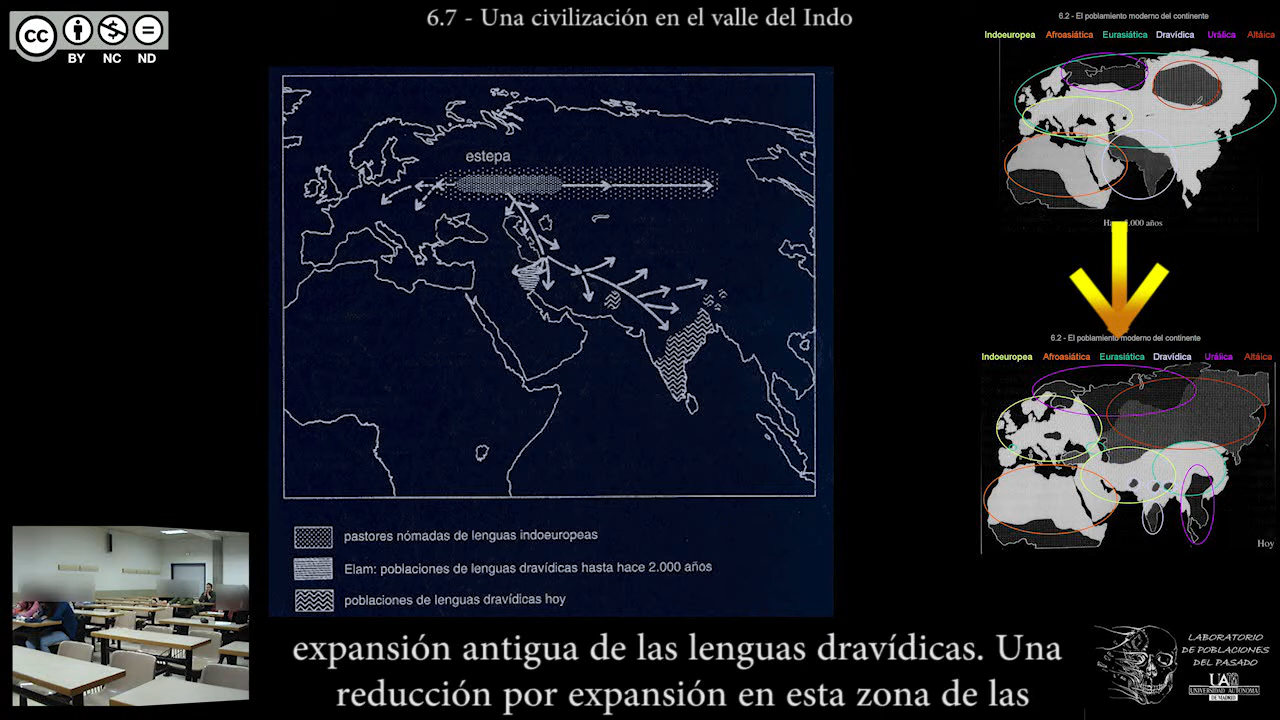 6.7 - Una civilización en el valle del Indo
CC
BY NC ND
estepa
pastores nómadas de lenguas indoeuropeas
Elam: poblaciones de lenguas dravídicas hasta hace 2.000 años
poblaciones de lenguas dravídicas hoy
6.2 - El poblamiento moderno del continente
Indoeuropea Afroasiática Eurasiática Dravídica Urálica Altáica
.000 años
6.2 - El poblamiento moderno del continente
Indoeuropea Afroasiática Eurasiática Dravídica Urálica Altáica
Hoy
expansión antigua de las lenguas dravídicas. Una
reducción por expansión en esta zona de las
LABORATORIO
DE POBLACIONES
DEL PASADO
UA
UNIVERSIDAD AUTONOMA
DE MADRID